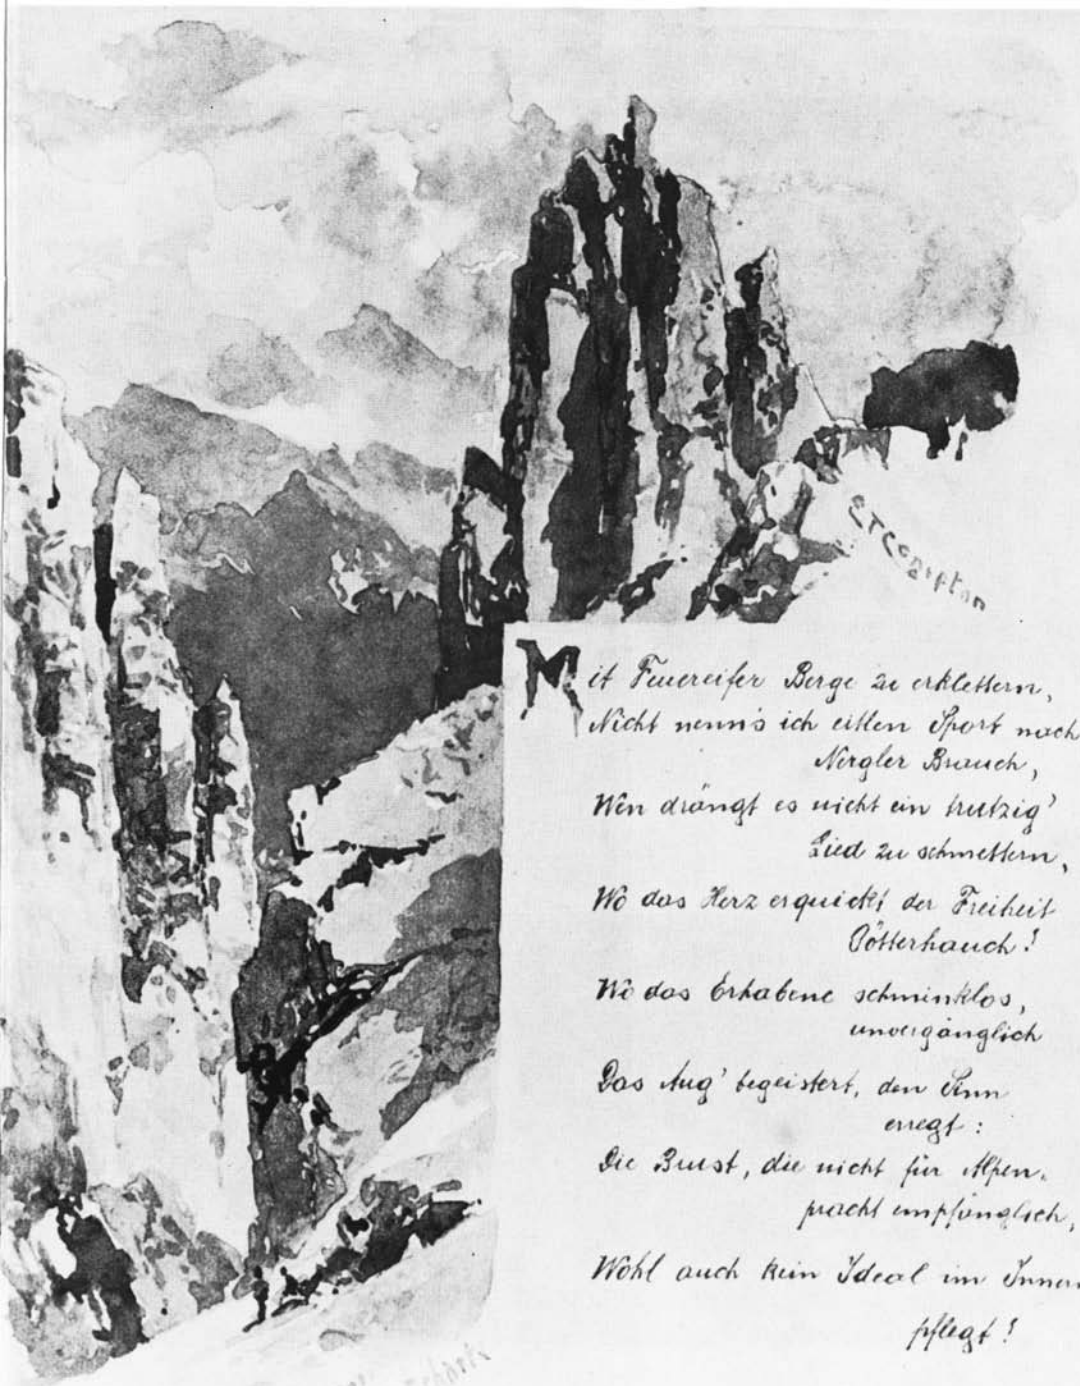 E T Compton
Mit Feuereifer Berge zu erklettern,
Nicht nenn's ich eitlen Sport nach
Nergler Brauch,
Wen drängt es nicht ein trutzig'
Lied zu schmettern,
Wo das Herz erquickt der Freiheit
Götterhauch!
Wo das Erhabene schminklos,
unvergänglich
Das Aug' begeistert, den Sinn
erregt:
Die Brust, die nicht für Alpen-
pracht empfänglich,
Wohl auch kein Ideal im Innern
pflegt!